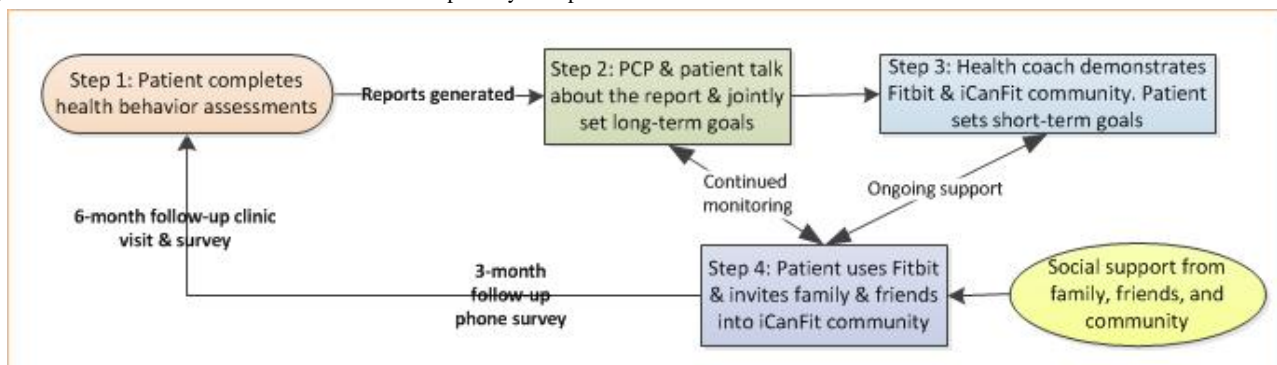 Step 1: Patient completes
health behavior assessments
Reports generated
Step 2: PCP & patient talk
about the report & jointly
set long-term goals
Step 3: Health coach demonstrates
Fitbit & iCanFit community. Patient
sets short-term goals
Continued
monitoring
Ongoing support
6-month follow-up clinic
visit & survey
3-month
follow-up
phone survey
Step 4: Patient uses Fitbit
& invites family & friends
into iCanFit community
Social support from
family, friends, and
community